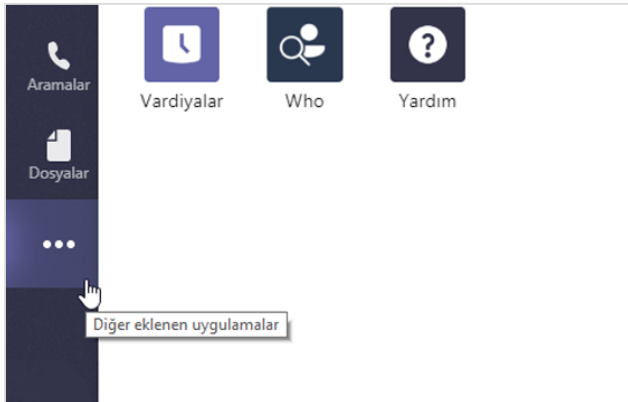 Aramalar
Dosyalar
Vardiyalar
Who
Yardım
Diğer eklenen uygulamalar